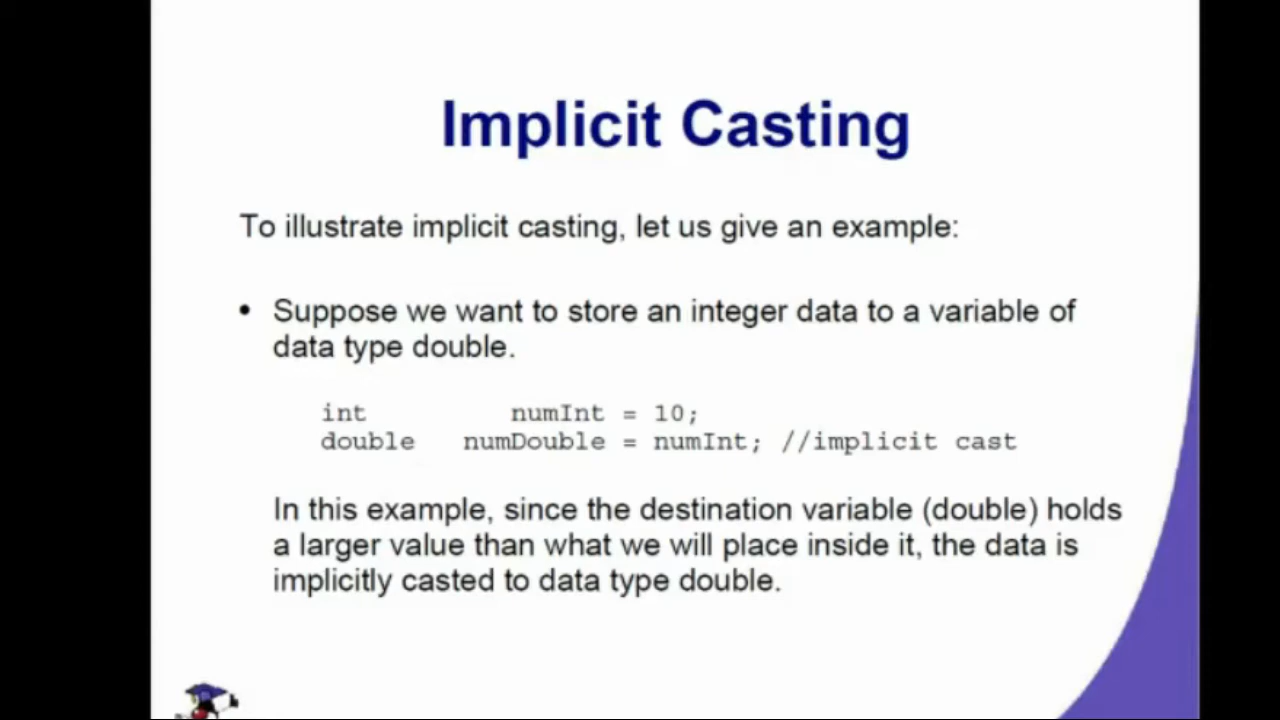 Implicit Casting
To illustrate implicit casting, let us give an example:
• Suppose we want to store an integer data to a variable of
data type double.
int numInt = 10;
double numDouble = numInt; //implicit cast
In this example, since the destination variable (double) holds
a larger value than what we will place inside it, the data is
implicitly casted to data type double.